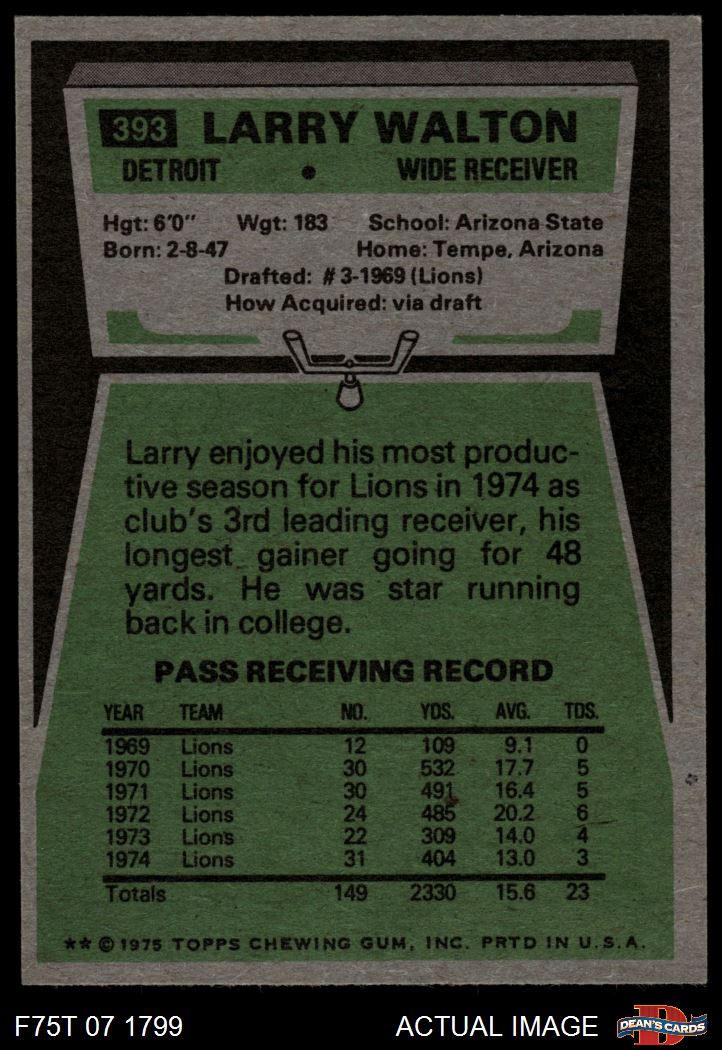 393 LARRY WALTON
DETROIT • WIDE RECEIVER
Hgt: 6'0" Wgt: 183 School: Arizona State
Born: 2-8-47 Home: Tempe, Arizona
Drafted: #3-1969 (Lions)
How Acquired: via draft
Larry enjoyed his most produc-
tive season for Lions in 1974 as
club's 3rd leading receiver, his
longest gainer going for 48
yards. He was star running
back in college.
PASS RECEIVING RECORD
YEAR TEAM NO. YDS. AVG. TDS.
1969 Lions 12 109 9.1 0
1970 Lions 30 532 17.7 5
1971 Lions 30 491 16.4 5
1972 Lions 24 485 20.2 6
1973 Lions 22 309 14.0 4
1974 Lions 31 404 13.0 3
Totals 149 2330 15.6 23
** © 1975 TOPPS CHEWING GUM, INC. PRTD IN U.S.A.
F75T 07 1799 ACTUAL IMAGE D DEAN'S CARDS